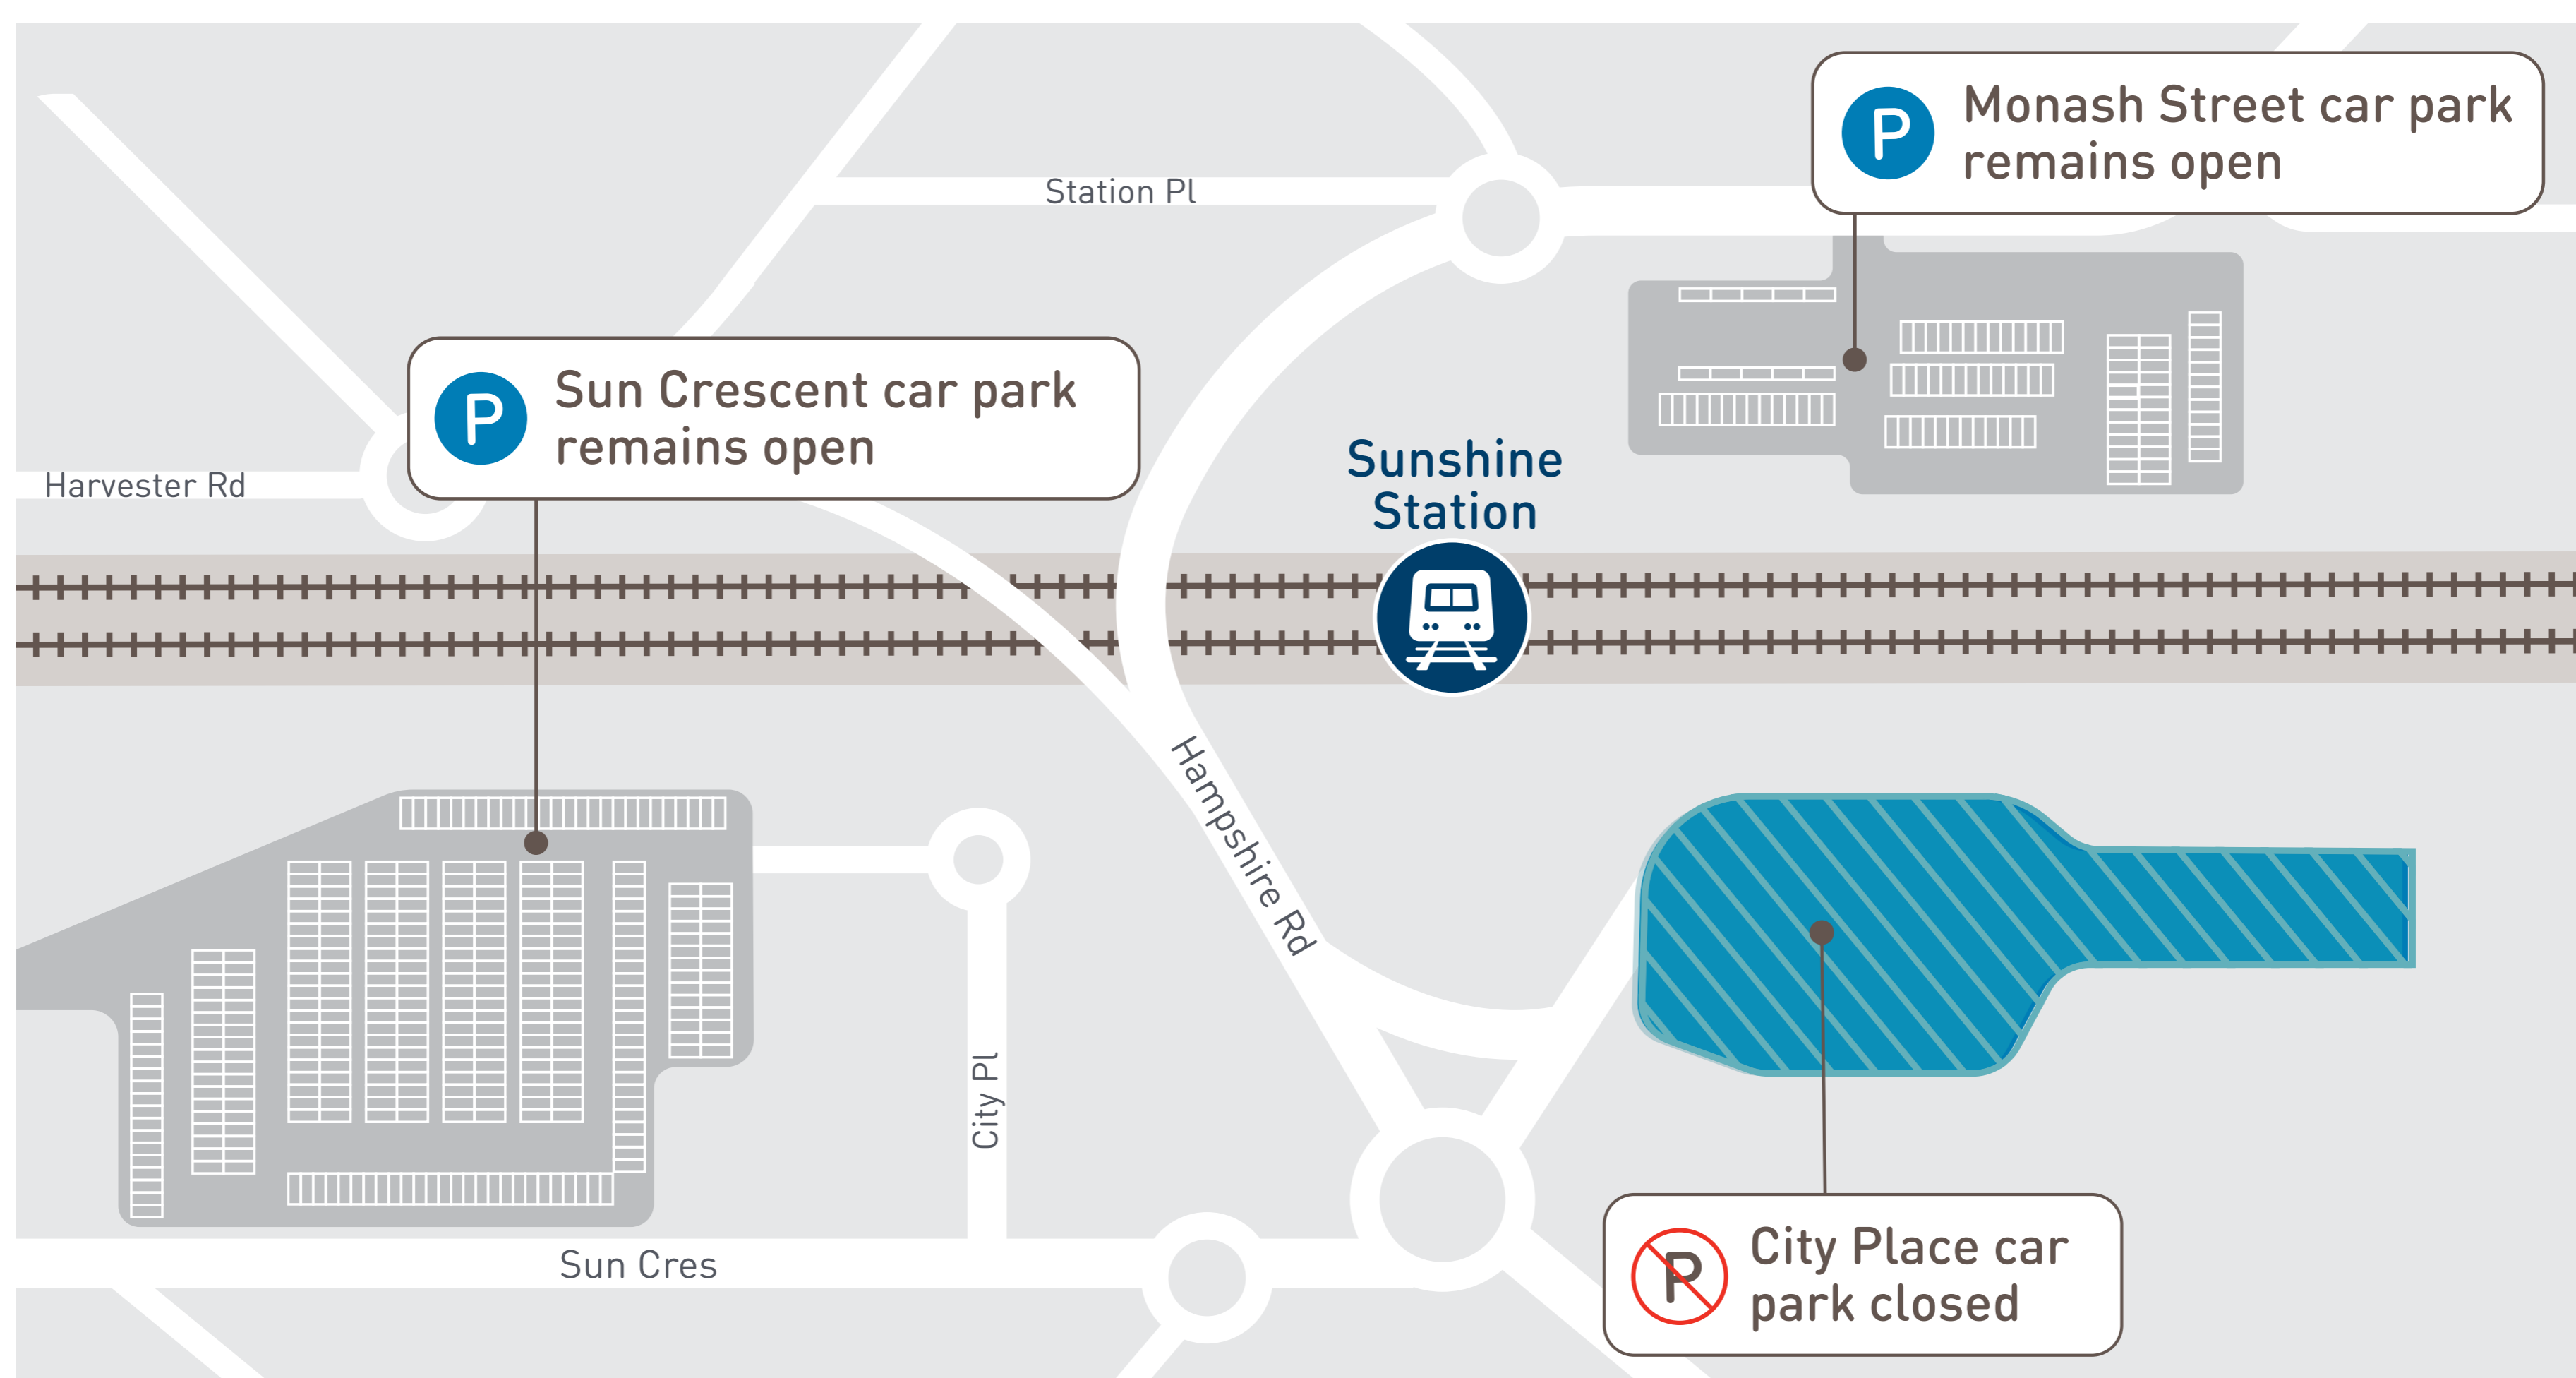 P
Monash Street car park
remains open
Station Pl
P
Sun Crescent car park
remains open
Harvester Rd
Sunshine
Station
Hampshire Rd
City Pl
Sun Cres
P
City Place car
park closed